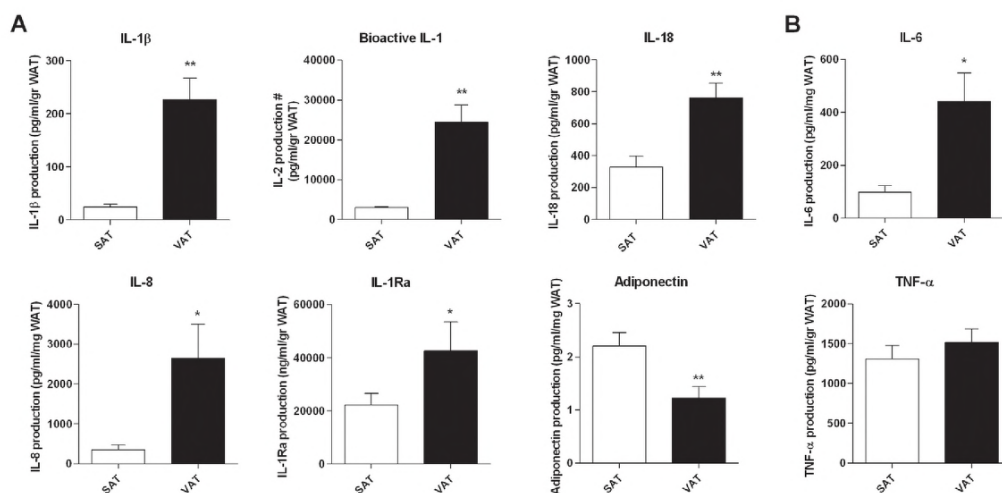 A
B
IL-1β
IL-1β production (pg/ml/gr WAT)
300
200
100
0
**
SAT
VAT
Bioactive IL-1
IL-2 production #
(pg/ml/gr WAT)
40000
30000
20000
10000
0
**
SAT
VAT
IL-18
IL-18 production (pg/ml/gr WAT)
1000
800
600
400
200
0
**
SAT
VAT
IL-6
IL-6 production (pg/ml/mg WAT)
600
400
200
0
*
SAT
VAT
IL-8
IL-8 production (pg/ml/mg WAT)
4000
3000
2000
1000
0
*
SAT
VAT
IL-1Ra
IL-1Ra production (ng/ml/gr WAT)
60000
40000
20000
0
*
SAT
VAT
Adiponectin
Adiponectin production (pg/ml/mg WAT)
3
2
1
0
**
SAT
VAT
TNF-α
TNF-α production (pg/ml/gr WAT)
2000
1500
1000
500
0
SAT
VAT